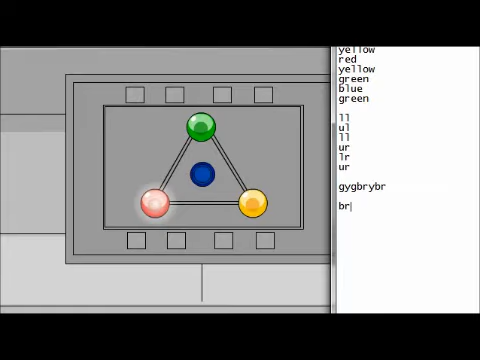 yellow
red
yellow
green
blue
green
ll
ul
ll
ur
lr
ur
gygbrybr
br